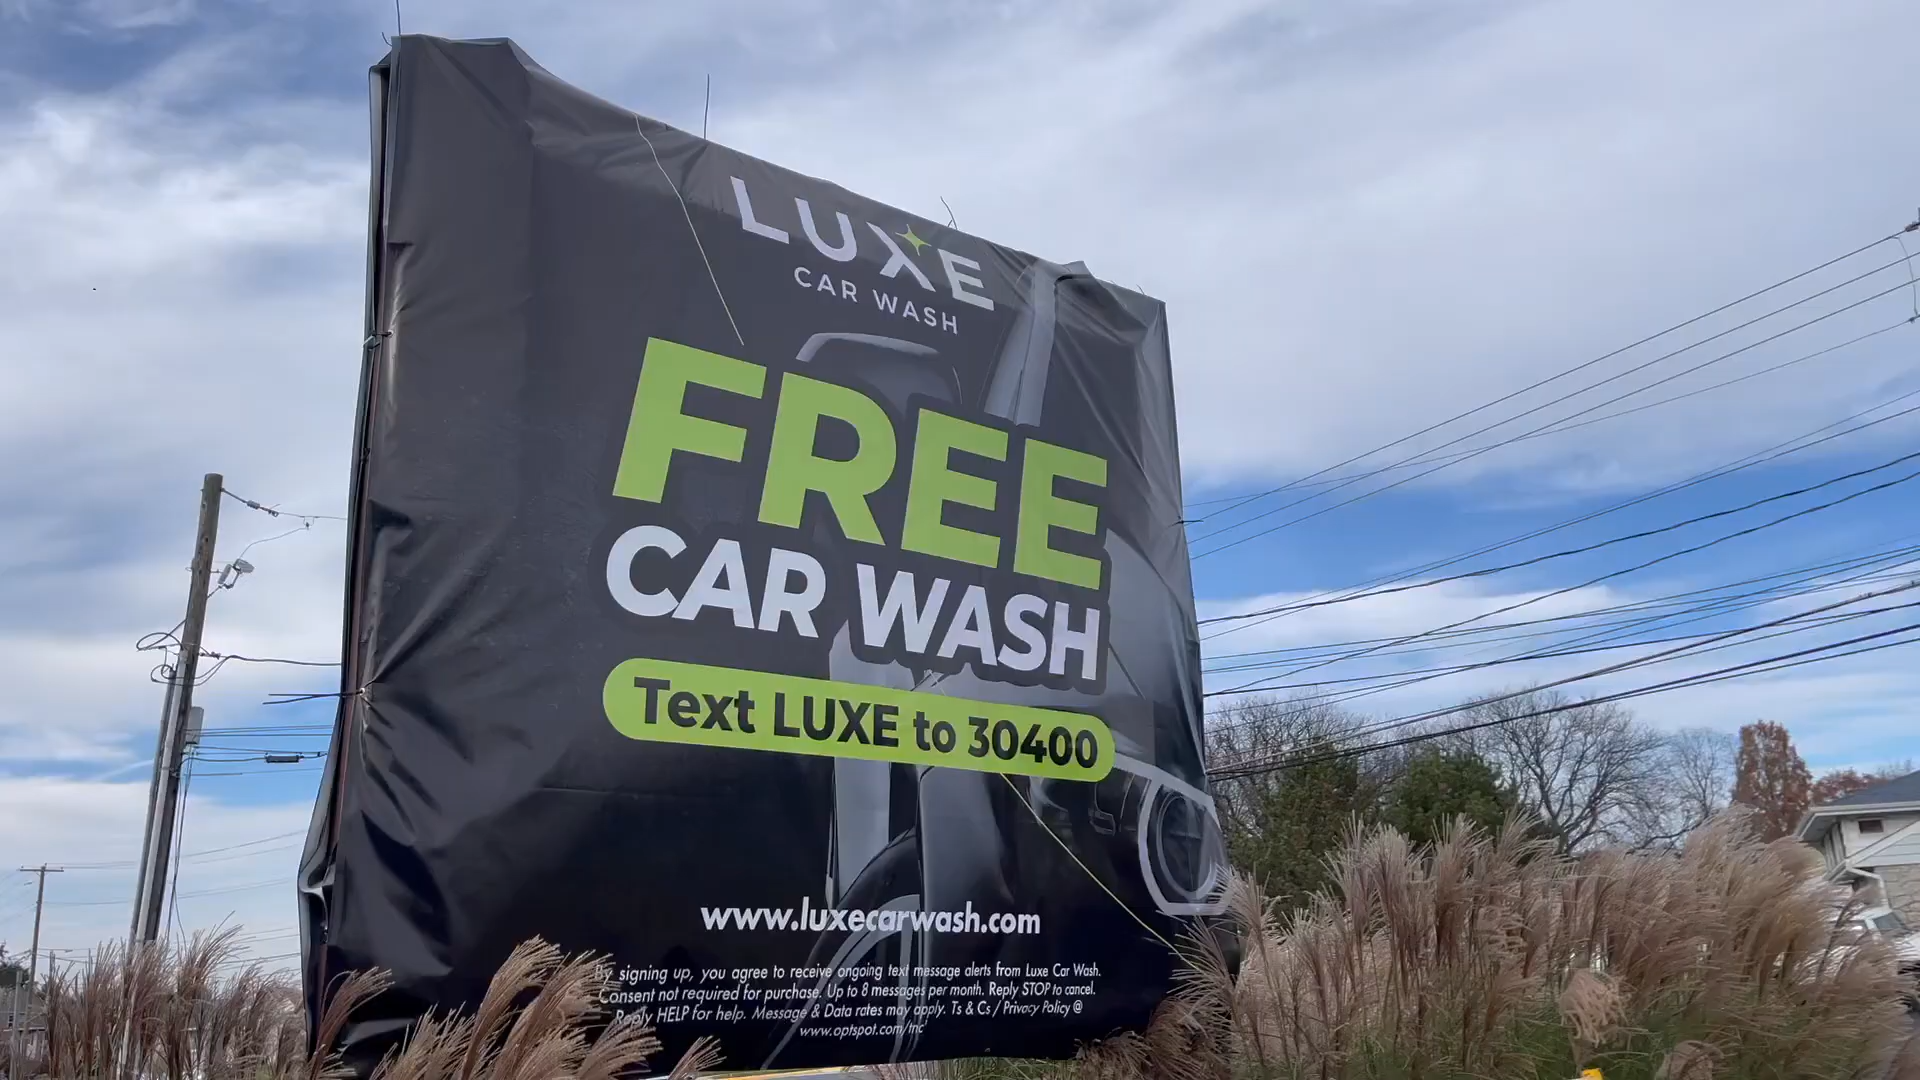 LUXE
CAR WASH
FREE
CAR WASH
Text LUXE to 30400
www.luxecarwash.com
By signing up, you agree to receive ongoing text message alerts from Luxe Car Wash.
Consent not required for purchase. Up to 8 messages per month. Reply STOP to cancel.
Reply HELP for help. Message & Data rates may apply. Ts & Cs / Privacy Policy @
www.optspot.com/tnc